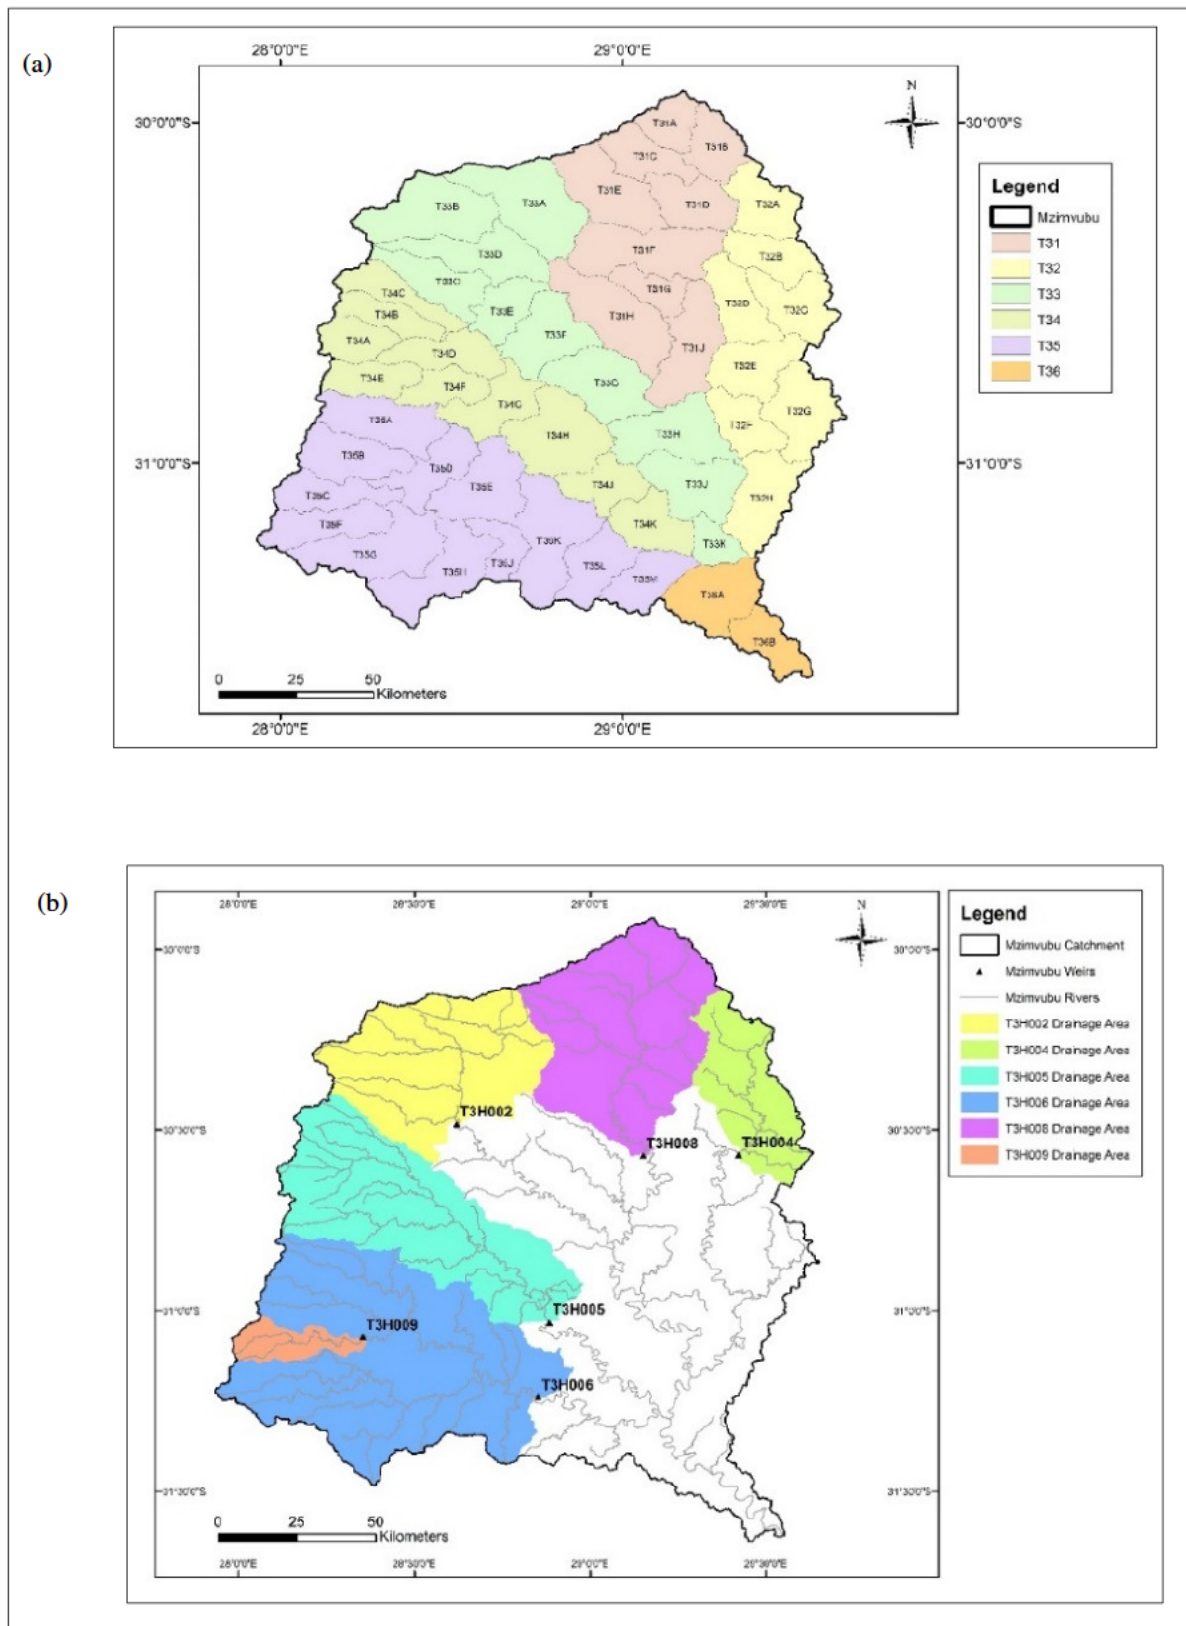 (a)
28°0'0"E 29°0'0"E
30°0'0"S 30°0'0"S
N
T31A
T31B
T31C
T31E
T31D
T33A
T33B
T32A
T31F
T33D
T32B
T33C
T31G
T34C
T32D
T32C
T33E
T34B
T31H
T33F
T34A
T31J
T34D
T32E
T34E
T34F
T33G
T34G
T32G
T35A
T32F
T34H
T33H
T35B
T35D
31°0'0"S 31°0'0"S
T35E
T34J
T33J
T35C
T32H
T35F
T34K
T35K
T33K
T35G
T35J
T35H
T35L
T35M
T36A
T36B
Legend
Mzimvubu
T31
T32
T33
T34
T35
T36
0 25 50
Kilometers
28°0'0"E 29°0'0"E
(b)
28°0'0"E 28°30'0"E 29°0'0"E 29°30'0"E
N
30°0'0"S 30°0'0"S
T3H002
30°30'0"S 30°30'0"S
T3H008
T3H004
31°0'0"S 31°0'0"S
T3H005
T3H009
T3H006
31°30'0"S 31°30'0"S
0 25 50
Kilometers
28°0'0"E 28°30'0"E 29°0'0"E 29°30'0"E
Legend
Mzimvubu Catchment
Mzimvubu Weirs
Mzimvubu Rivers
T3H002 Drainage Area
T3H004 Drainage Area
T3H005 Drainage Area
T3H006 Drainage Area
T3H008 Drainage Area
T3H009 Drainage Area